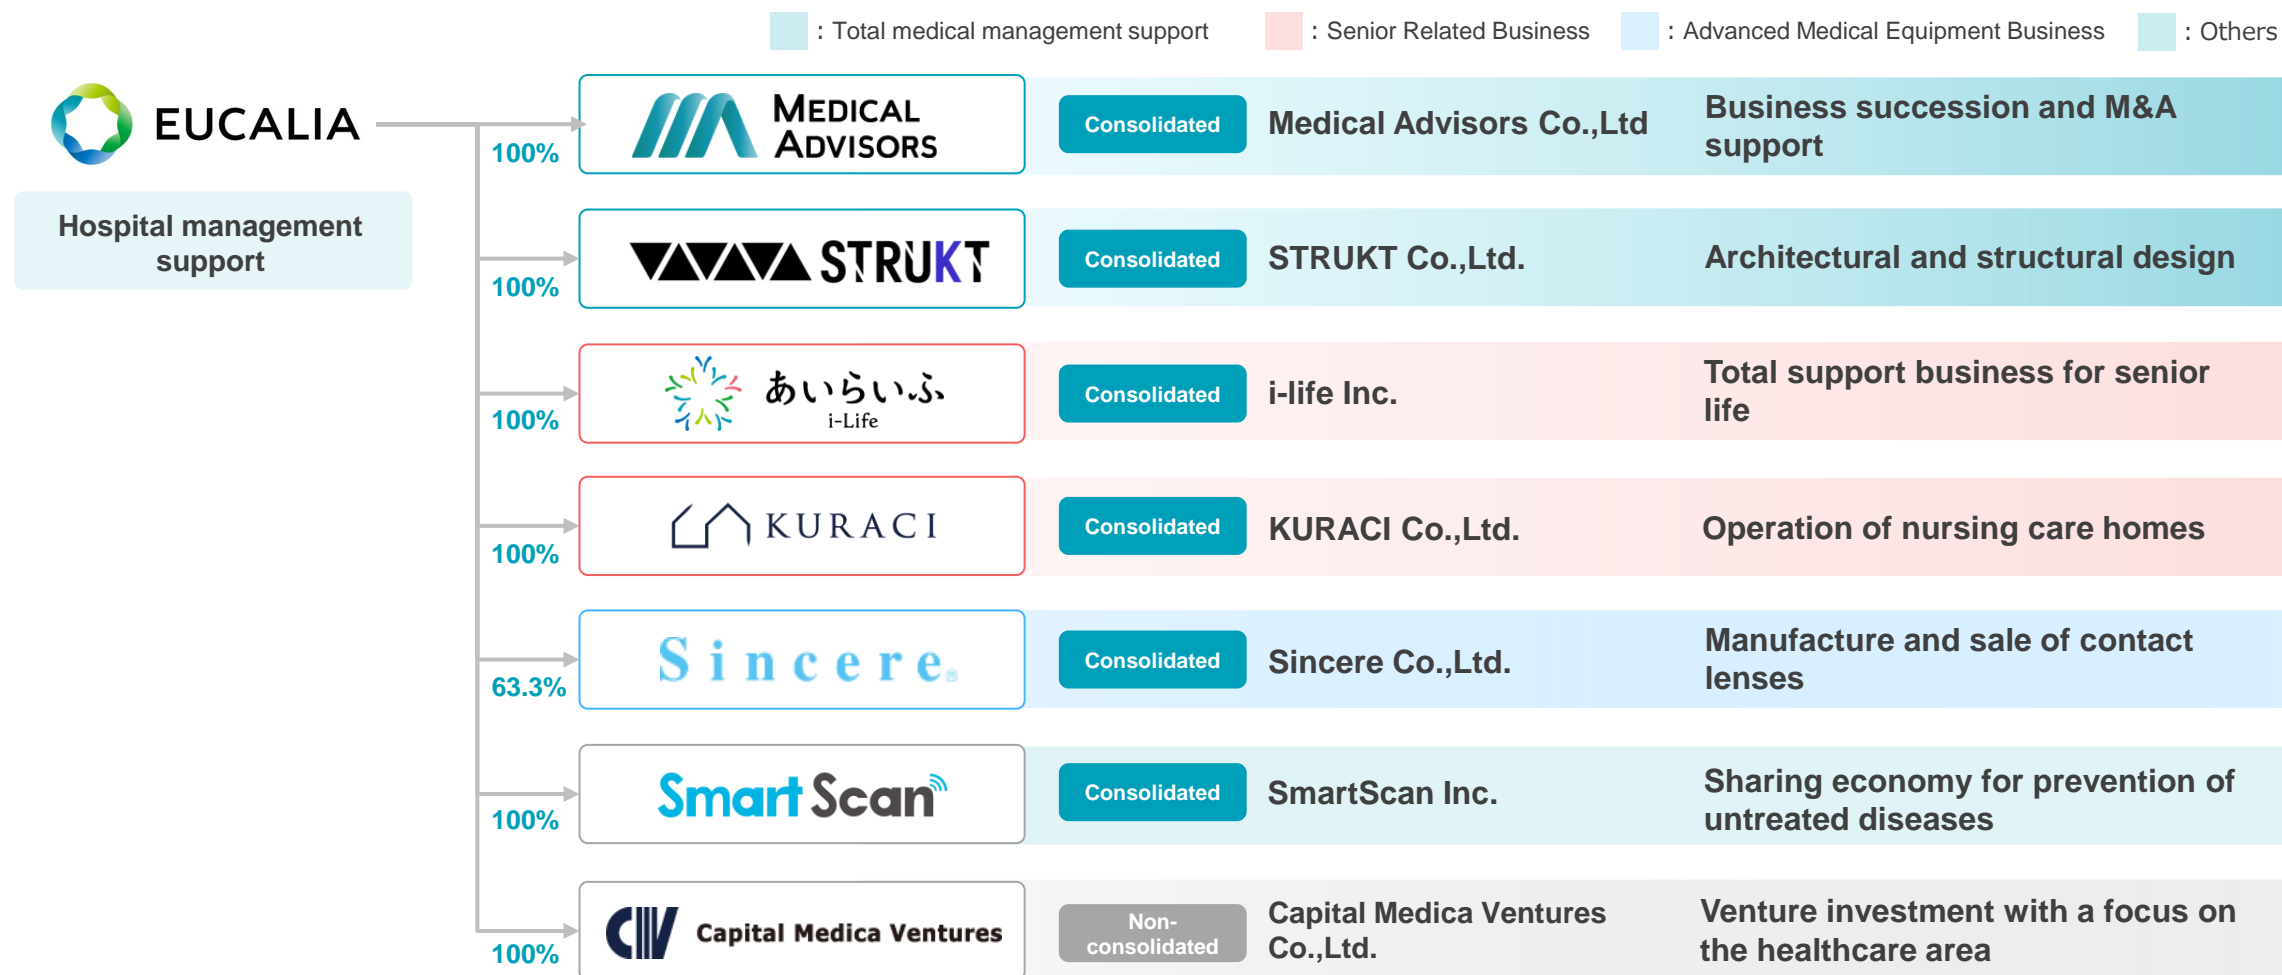 : Total medical management support
: Senior Related Business
: Advanced Medical Equipment Business
: Others
EUCALIA
Hospital management
support
100%
MEDICAL
ADVISORS
Consolidated
Medical Advisors Co.,Ltd
Business succession and M&A
support
100%
STRUKT
Consolidated
STRUKT Co.,Ltd.
Architectural and structural design
100%
あいらいふ
i-Life
Consolidated
i-life Inc.
Total support business for senior
life
100%
KURACI
Consolidated
KURACI Co.,Ltd.
Operation of nursing care homes
63.3%
Sincere®
Consolidated
Sincere Co.,Ltd.
Manufacture and sale of contact
lenses
100%
Smart Scan
Consolidated
SmartScan Inc.
Sharing economy for prevention of
untreated diseases
100%
CMV
Capital Medica Ventures
Non-
consolidated
Capital Medica Ventures
Co.,Ltd.
Venture investment with a focus on
the healthcare area